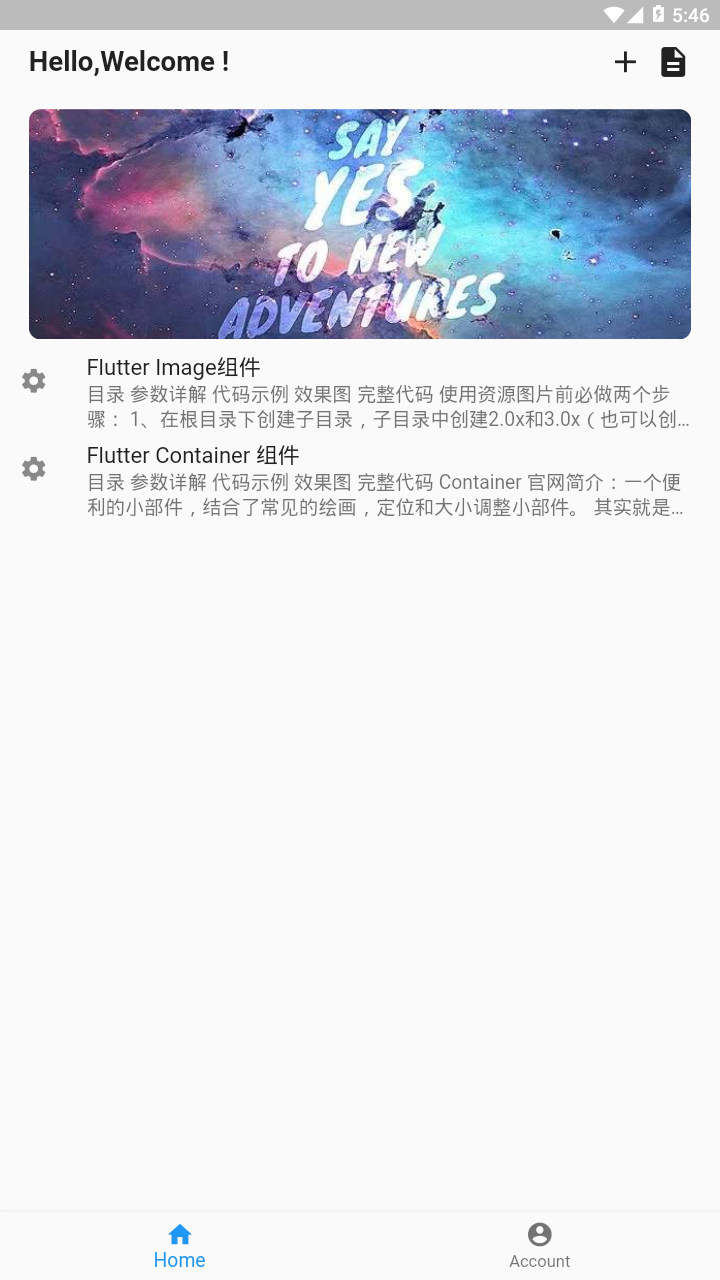 5:46
Hello,Welcome !
SAY
YES
TO NEW
ADVENTURES
Flutter Image组件
目录 参数详解 代码示例 效果图 完整代码 使用资源图片前必做两个步
骤： 1、在根目录下创建子目录，子目录中创建2.0x和3.0x（也可以创…
Flutter Container 组件
目录 参数详解 代码示例 效果图 完整代码 Container 官网简介：一个便
利的小部件，结合了常见的绘画，定位和大小调整小部件。 其实就是…
Home
Account